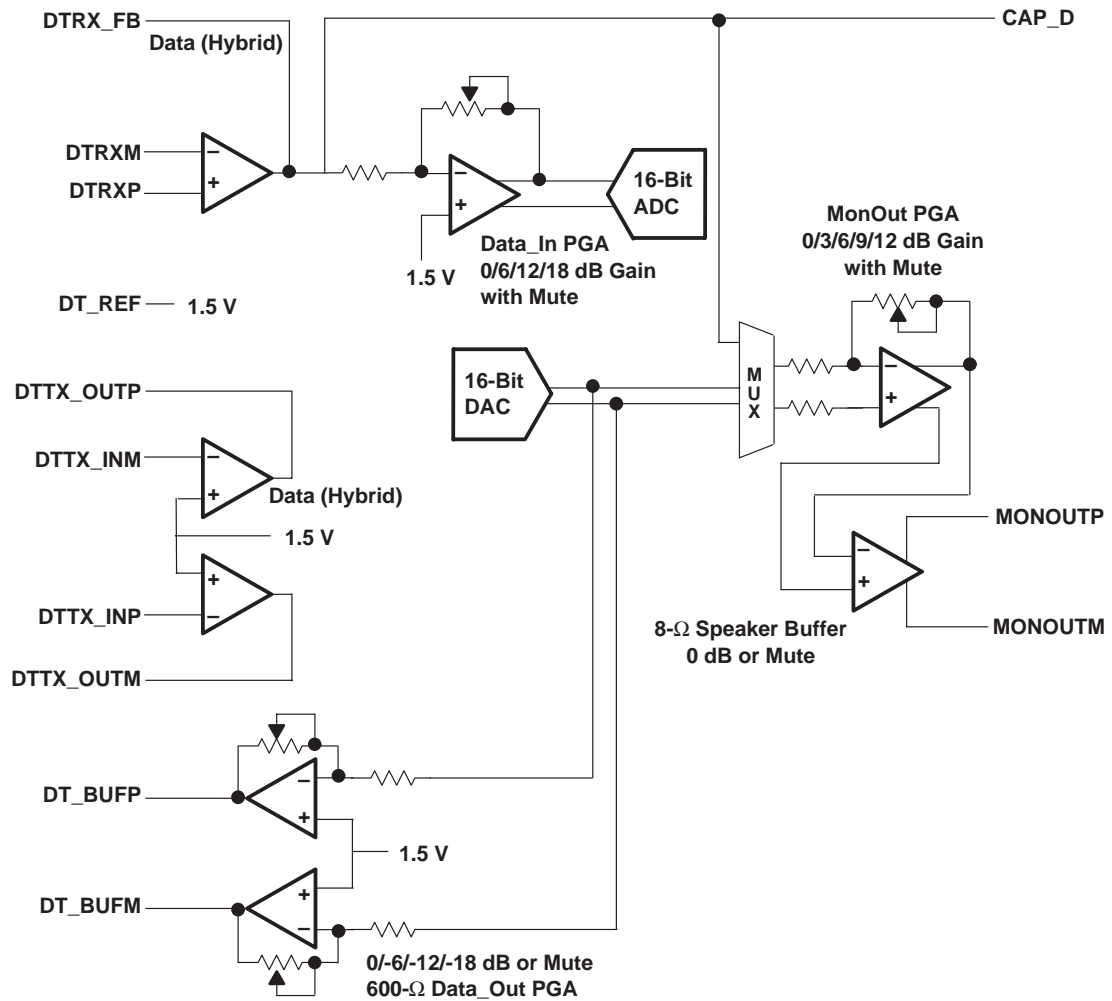 DTRX_FB
Data (Hybrid)
CAP_D
DTRXM
DTRXP
−
+
−
+
16-Bit
ADC
1.5 V
Data_In PGA
0/6/12/18 dB Gain
with Mute
MonOut PGA
0/3/6/9/12 dB Gain
with Mute
DT_REF
1.5 V
16-Bit
DAC
M
U
X
−
+
DTTX_OUTP
DTTX_INM
−
+
Data (Hybrid)
1.5 V
+
−
DTTX_INP
DTTX_OUTM
−
+
MONOUTP
MONOUTM
8-Ω Speaker Buffer
0 dB or Mute
DT_BUFP
−
+
1.5 V
DT_BUFM
+
−
0/-6/-12/-18 dB or Mute
600-Ω Data_Out PGA